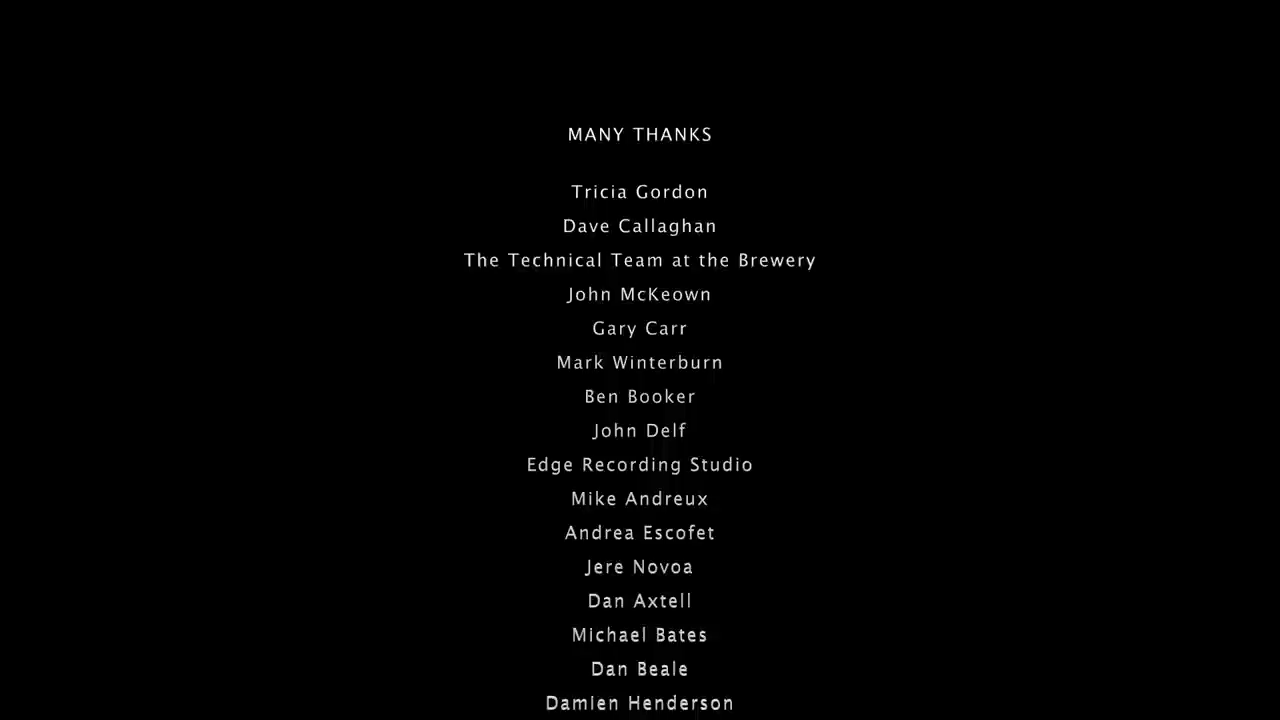 MANY THANKS
Tricia Gordon
Dave Callaghan
The Technical Team at the Brewery
John McKeown
Gary Carr
Mark Winterburn
Ben Booker
John Delf
Edge Recording Studio
Mike Andreux
Andrea Escofet
Jere Novoa
Dan Axtell
Michael Bates
Dan Beale
Damien Henderson